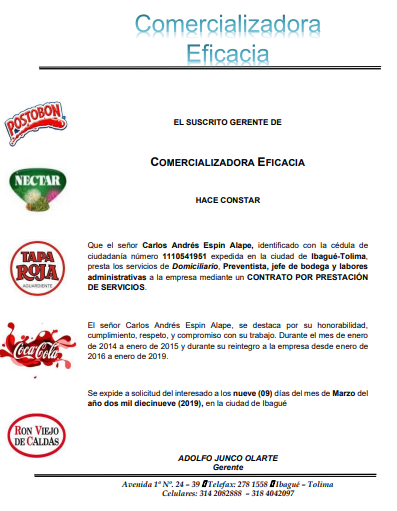 Comercializadora
Eficacia
POSTOBON
EL SUSCRITO GERENTE DE
COMERCIALIZADORA EFICACIA
NECTAR
HACE CONSTAR
Que el señor Carlos Andrés Espin Alape, identificado con la cédula de
ciudadanía número 1110541951 expedida en la ciudad de Ibagué-Tolima,
presta los servicios de Domiciliario, Preventista, jefe de bodega y labores
administrativas a la empresa mediante un CONTRATO POR PRESTACIÓN
DE SERVICIOS.
TAPA
ROJA
AGUARDIENTE
El señor Carlos Andrés Espin Alape, se destaca por su honorabilidad,
cumplimiento, respeto, y compromiso con su trabajo. Durante el mes de enero
de 2014 a enero de 2015 y durante su reintegro a la empresa desde enero de
2016 a enero de 2019.
Coca-Cola
Se expide a solicitud del interesado a los nueve (09) días del mes de Marzo del
año dos mil diecinueve (2019), en la ciudad de Ibagué
RON VIEJO
DE CALDAS
ADOLFO JUNCO OLARTE
Gerente
Avenida 1ª Nº. 24 – 39 Telefax: 278 1558 Ibagué – Tolima
Celulares: 314 2082888 – 318 4042097